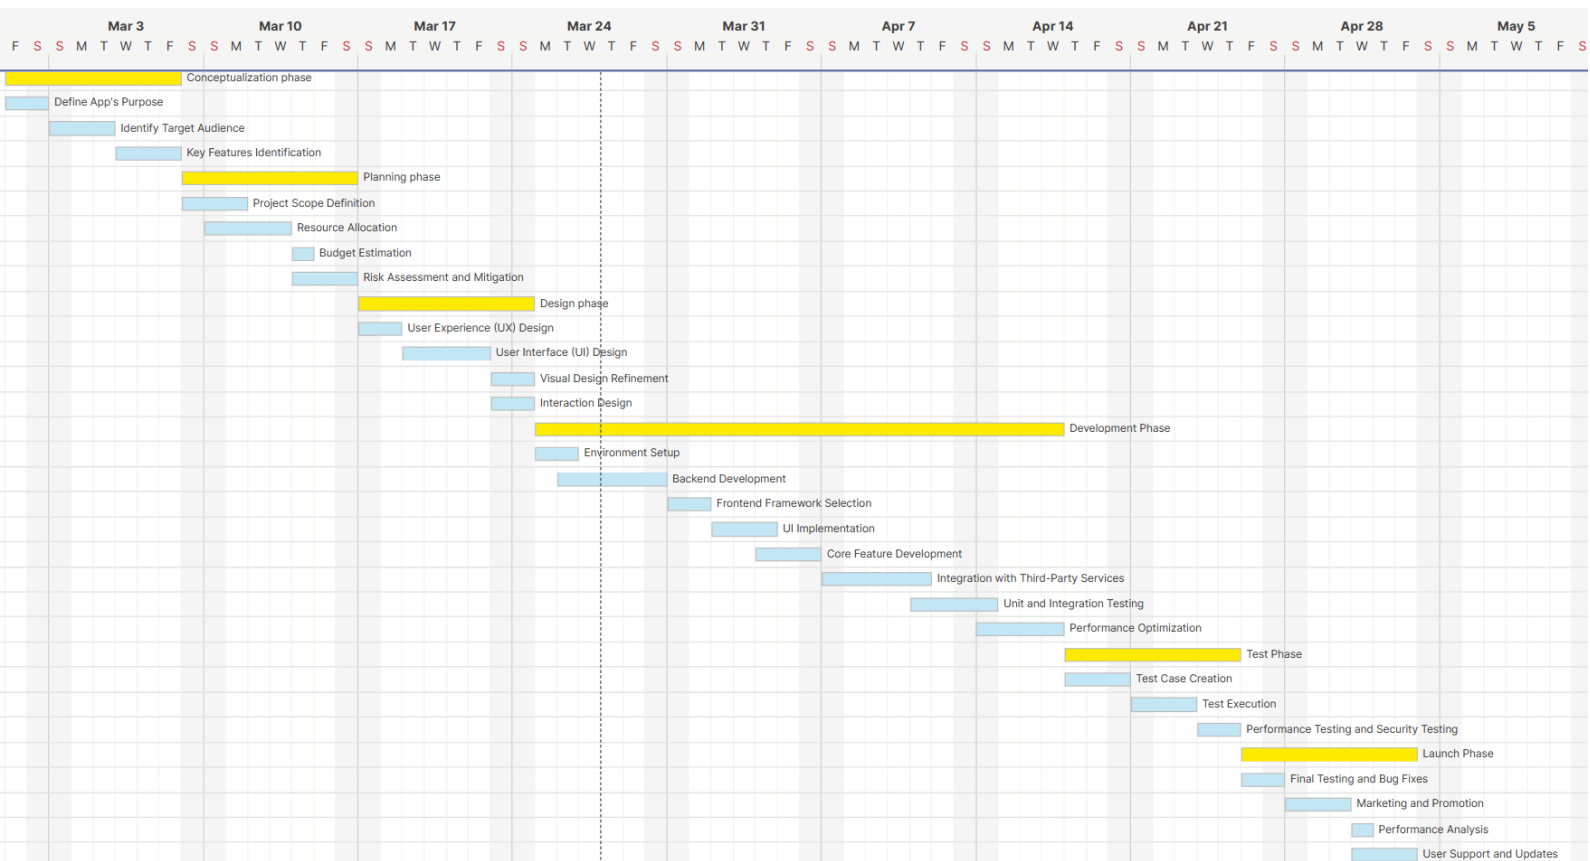 Mar 3 Mar 10 Mar 17 Mar 24 Mar 31 Apr 7 Apr 14 Apr 21 Apr 28 May 5
F S S M T W T F S S M T W T F S S M T W T F S S M T W T F S S M T W T F S S M T W T F S S M T W T F S S M T W T F S S M T W T F S S M T W T F S
Conceptualization phase
Define App's Purpose
Identify Target Audience
Key Features Identification
Planning phase
Project Scope Definition
Resource Allocation
Budget Estimation
Risk Assessment and Mitigation
Design phase
User Experience (UX) Design
User Interface (UI) Design
Visual Design Refinement
Interaction Design
Development Phase
Environment Setup
Backend Development
Frontend Framework Selection
UI Implementation
Core Feature Development
Integration with Third-Party Services
Unit and Integration Testing
Performance Optimization
Test Phase
Test Case Creation
Test Execution
Performance Testing and Security Testing
Launch Phase
Final Testing and Bug Fixes
Marketing and Promotion
Performance Analysis
User Support and Updates